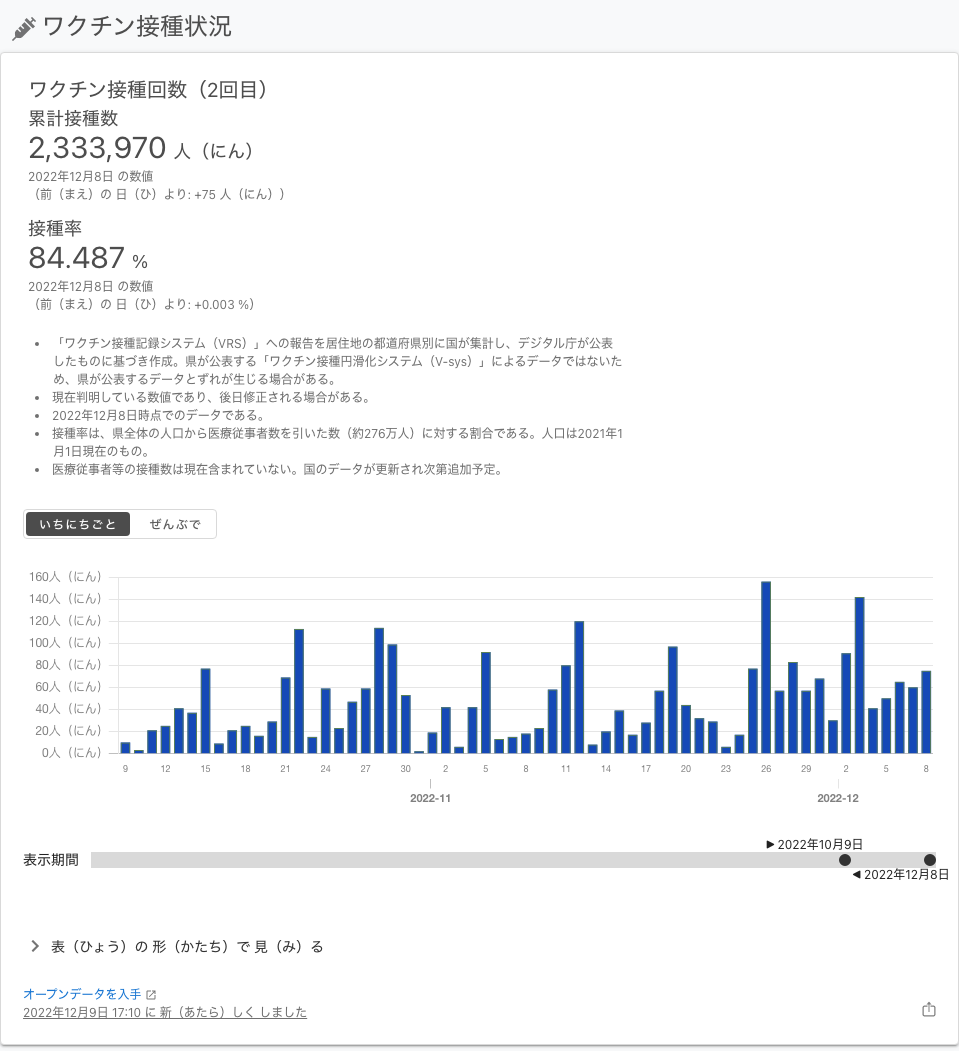 ワクチン接種状況
ワクチン接種回数（2回目）
累計接種数
2,333,970 人（にん）
2022年12月8日 の数値
（前（まえ）の 日（ひ）より: +75 人（にん））
接種率
84.487 %
2022年12月8日 の数値
（前（まえ）の 日（ひ）より: +0.003 %）
• 「ワクチン接種記録システム（VRS）」への報告を居住地の都道府県別に国が集計し、デジタル庁が公表
したものに基づき作成。県が公表する「ワクチン接種円滑化システム（V-sys）」によるデータではないた
め、県が公表するデータとずれが生じる場合がある。
• 現在判明している数値であり、後日修正される場合がある。
• 2022年12月8日時点でのデータである。
• 接種率は、県全体の人口から医療従事者数を引いた数（約276万人）に対する割合である。人口は2021年1
月1日現在のもの。
• 医療従事者等の接種数は現在含まれていない。国のデータが更新され次第追加予定。
いちにちごと ぜんぶで
160人（にん）
140人（にん）
120人（にん）
100人（にん）
80人（にん）
60人（にん）
40人（にん）
20人（にん）
0人（にん）
9 12 15 18 21 24 27 30 2 5 8 11 14 17 20 23 26 29 2 5 8
2022-11 2022-12
▶ 2022年10月9日
表示期間
◀ 2022年12月8日
表（ひょう）の 形（かたち）で 見（み）る
オープンデータを入手
2022年12月9日 17:10 に 新（あたら）しく しました